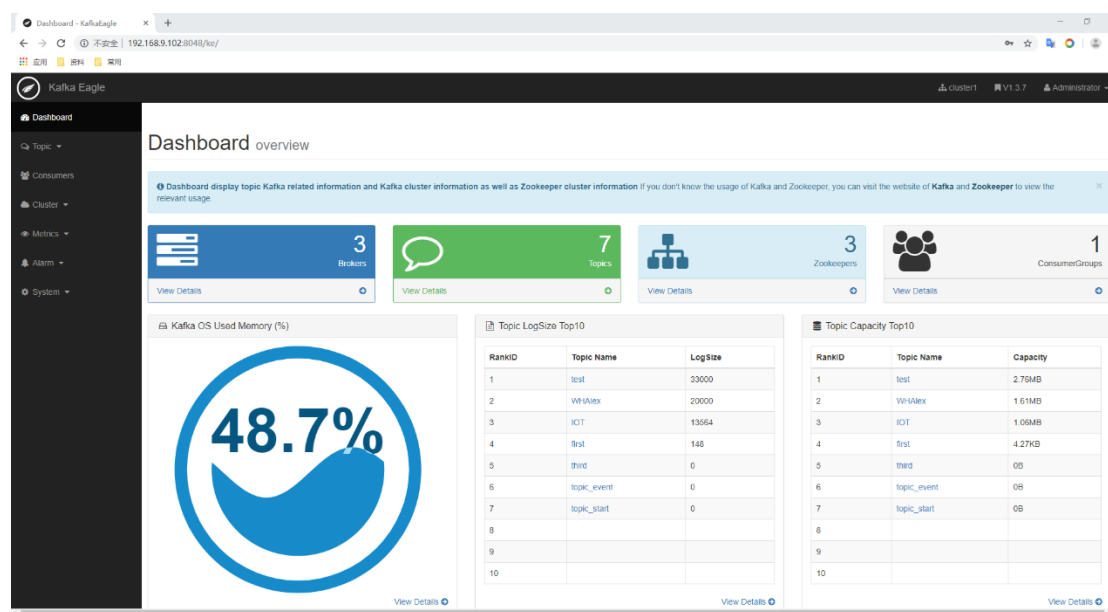 Dashboard - KafkaEagle
不安全 | 192.168.9.102:8048/ke/
应用 资料 常用
Kafka Eagle cluster1 V1.3.7 Administrator
Dashboard
Topic
Consumers
Cluster
Metrics
Alarm
System
Dashboard overview
Dashboard display topic Kafka related information and Kafka cluster information as well as Zookeeper cluster information If you don't know the usage of Kafka and Zookeeper, you can visit the website of Kafka and Zookeeper to view the
relevant usage.
3
Brokers
View Details
7
Topics
View Details
3
Zookeepers
View Details
1
ConsumerGroups
View Details
Kafka OS Used Memory (%)
48.7%
View Details
Topic LogSize Top10
RankID Topic Name LogSize
1 test 33000
2 WHAlex 20000
3 IOT 13564
4 first 148
5 third 0
6 topic_event 0
7 topic_start 0
8
9
10
View Details
Topic Capacity Top10
RankID Topic Name Capacity
1 test 2.76MB
2 WHAlex 1.61MB
3 IOT 1.06MB
4 first 4.27KB
5 third 0B
6 topic_event 0B
7 topic_start 0B
8
9
10
View Details